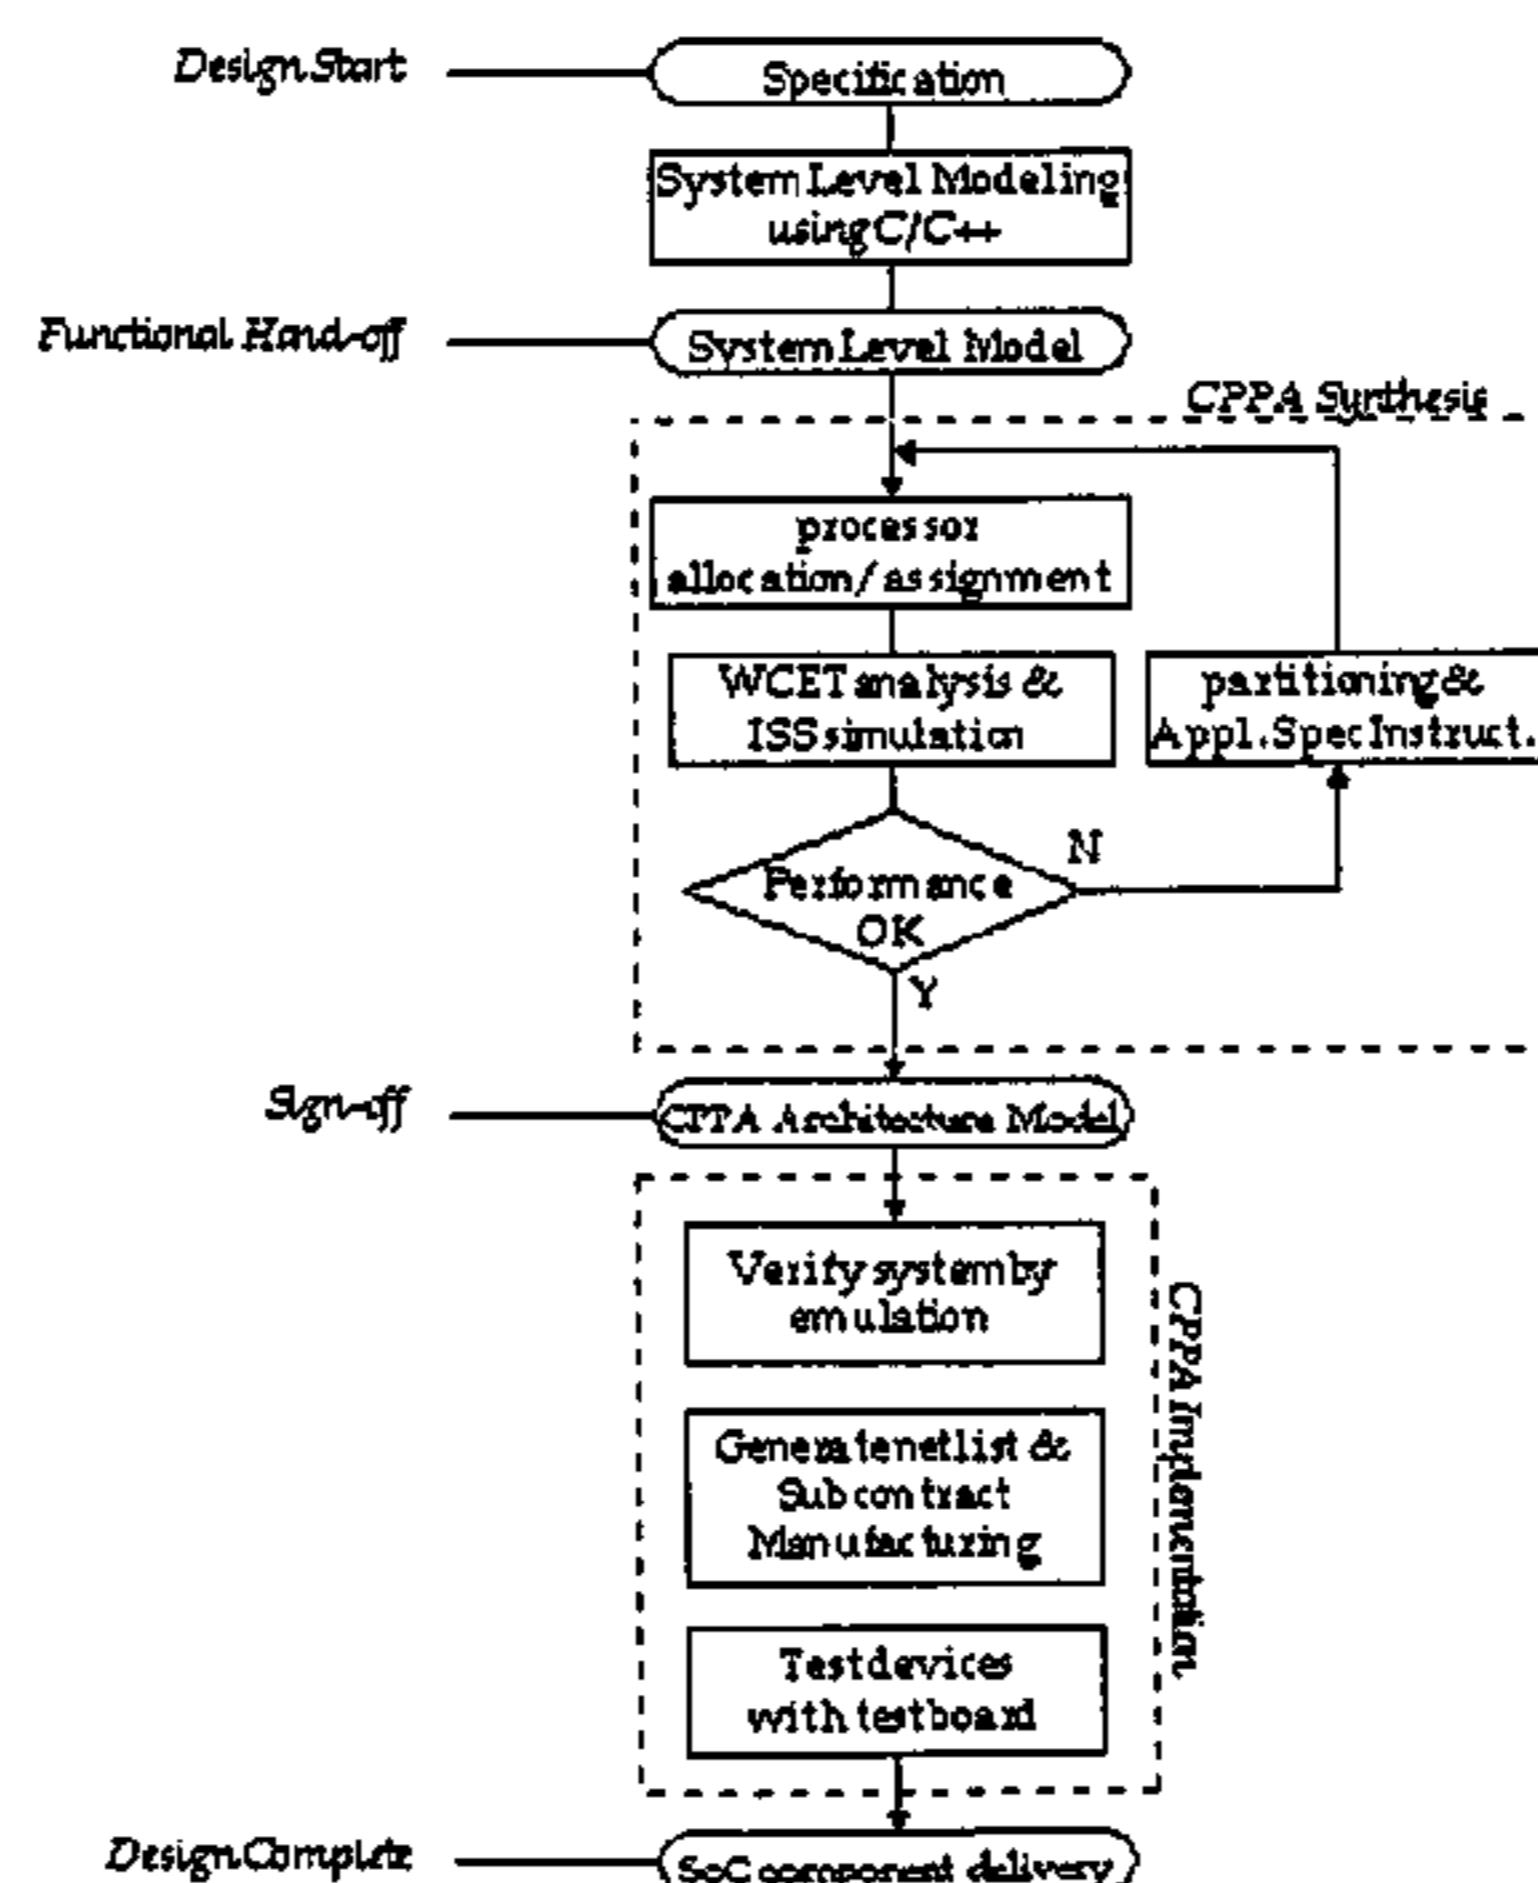 Design Start
Specification
System Level Modeling
using C/C++
Functional Hand-off
System Level Model
CPPA Synthesis
processor
allocation/assignment
WCET analysis &
ISS simulation
partitioning &
Appl.Spec Instruct.
N
Performance
OK
Y
Sign-off
CPPA Architecture Model
Verify system by
emulation
CPPA Implementation
Generate netlist &
Subcontract
Manufacturing
Test devices
with testboard
Design Complete
SoC component delivery